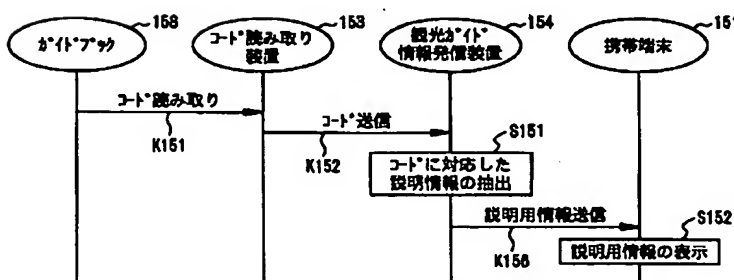 158
153
154
151
ｶﾞｲﾄﾞﾌﾞｯｸ
ｺｰﾄﾞ読み取り
装置
観光ｶﾞｲﾄﾞ
情報発信装置
携帯端末
ｺｰﾄﾞ読み取り
K151
ｺｰﾄﾞ送信
K152
S151
ｺｰﾄﾞに対応した
説明情報の抽出
説明用情報送信
K156
S152
説明用情報の表示